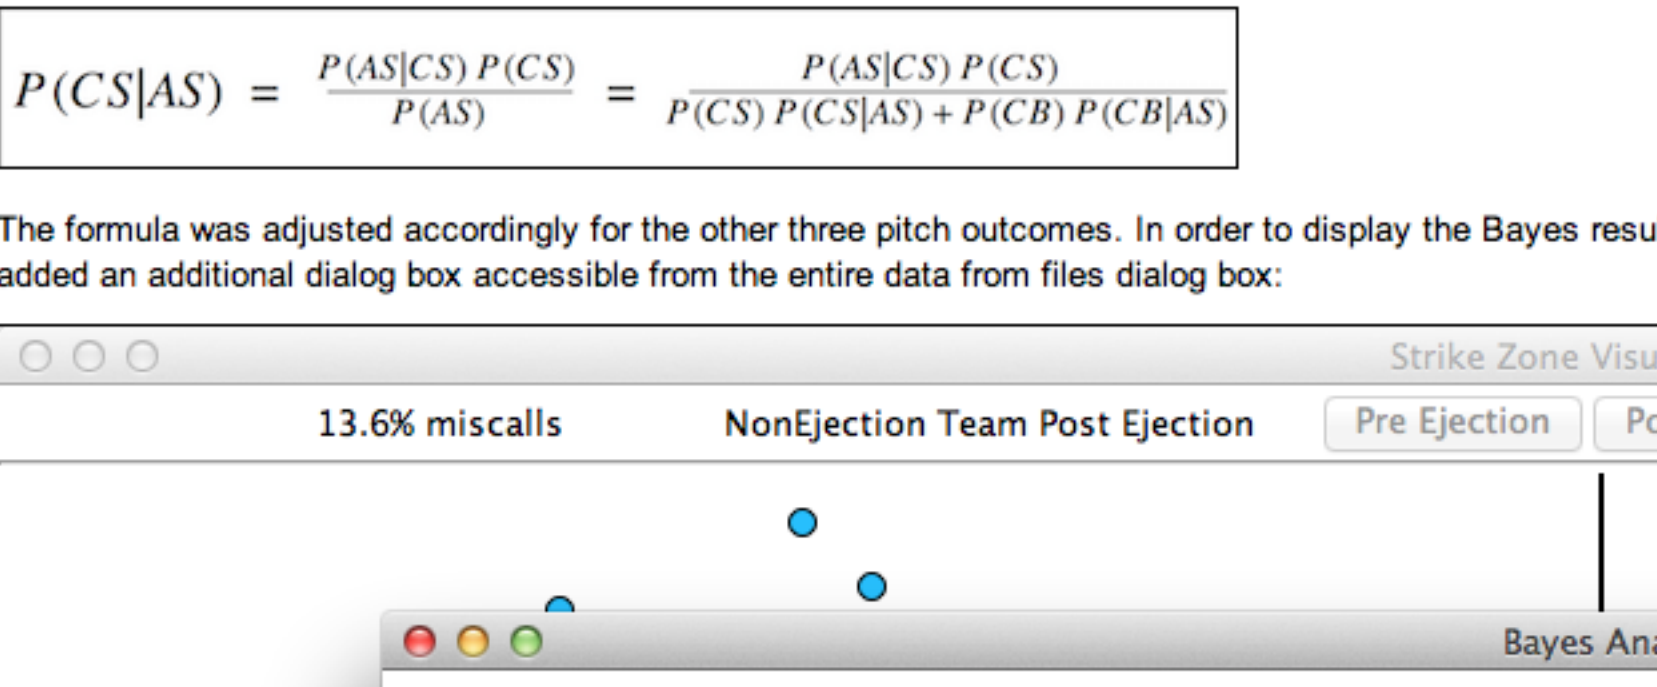 P(CS|AS) = P(AS|CS) P(CS) / P(AS) = P(AS|CS) P(CS) / P(CS) P(CS|AS) + P(CB) P(CB|AS)
The formula was adjusted accordingly for the other three pitch outcomes. In order to display the Bayes resu
added an additional dialog box accessible from the entire data from files dialog box:
Strike Zone Visu
13.6% miscalls NonEjection Team Post Ejection Pre Ejection Po
Bayes Ana